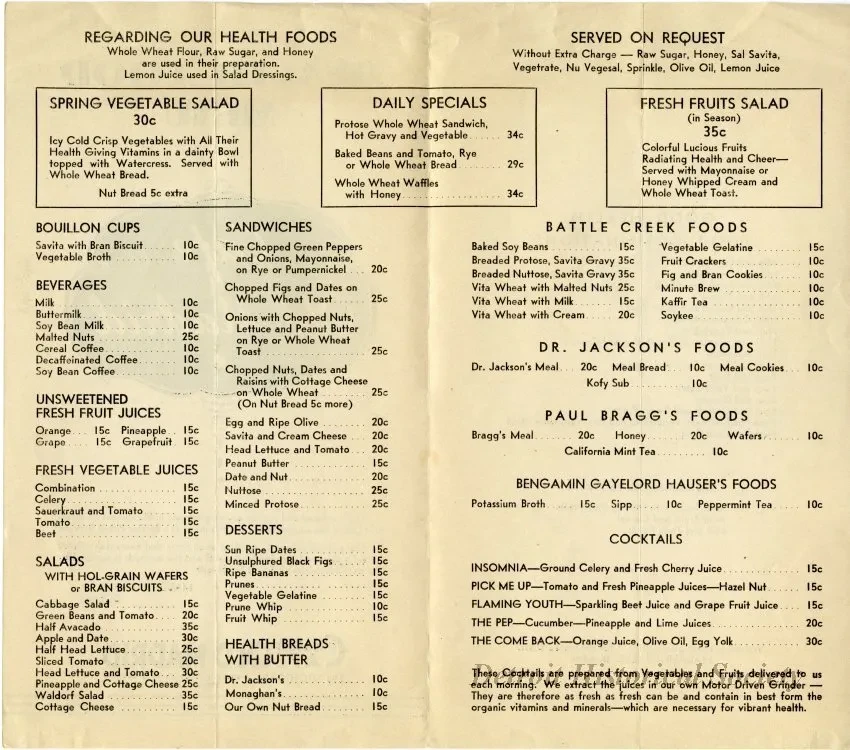 REGARDING OUR HEALTH FOODS
Whole Wheat Flour, Raw Sugar, and Honey
are used in their preparation.
Lemon Juice used in Salad Dressings.
SERVED ON REQUEST
Without Extra Charge — Raw Sugar, Honey, Sal Savita,
Vegetrate, Nu Vegesal, Sprinkle, Olive Oil, Lemon Juice
SPRING VEGETABLE SALAD
30c
Icy Cold Crisp Vegetables with All Their
Health Giving Vitamins in a dainty Bowl
topped with Watercress. Served with
Whole Wheat Bread.
Nut Bread 5c extra
DAILY SPECIALS
Protose Whole Wheat Sandwich,
Hot Gravy and Vegetable 34c
Baked Beans and Tomato, Rye
or Whole Wheat Bread 29c
Whole Wheat Waffles
with Honey 34c
FRESH FRUITS SALAD
(in Season)
35c
Colorful Lucious Fruits
Radiating Health and Cheer—
Served with Mayonnaise or
Honey Whipped Cream and
Whole Wheat Toast.
BOUILLON CUPS
Savita with Bran Biscuit 10c
Vegetable Broth 10c
BEVERAGES
Milk 10c
Buttermilk 10c
Soy Bean Milk 10c
Malted Nuts 25c
Cereal Coffee 10c
Decaffeinated Coffee 10c
Soy Bean Coffee 10c
UNSWEETENED
FRESH FRUIT JUICES
Orange 15c Pineapple 15c
Grape 15c Grapefruit 15c
FRESH VEGETABLE JUICES
Combination 15c
Celery 15c
Sauerkraut and Tomato 15c
Tomato 15c
Beet 15c
SALADS
WITH HOL-GRAIN WAFERS
or BRAN BISCUITS
Cabbage Salad 15c
Green Beans and Tomato 20c
Half Avacado 35c
Apple and Date 30c
Half Head Lettuce 25c
Sliced Tomato 20c
Head Lettuce and Tomato 30c
Pineapple and Cottage Cheese 25c
Waldorf Salad 35c
Cottage Cheese 15c
SANDWICHES
Fine Chopped Green Peppers
and Onions, Mayonnaise,
on Rye or Pumpernickel 20c
Chopped Figs and Dates on
Whole Wheat Toast 25c
Onions with Chopped Nuts,
Lettuce and Peanut Butter
on Rye or Whole Wheat
Toast 25c
Chopped Nuts, Dates and
Raisins with Cottage Cheese
on Whole Wheat 25c
(On Nut Bread 5c more)
Egg and Ripe Olive 20c
Savita and Cream Cheese 20c
Head Lettuce and Tomato 20c
Peanut Butter 15c
Date and Nut 20c
Nuttose 25c
Minced Protose 25c
DESSERTS
Sun Ripe Dates 15c
Unsulphured Black Figs 15c
Ripe Bananas 15c
Prunes 15c
Vegetable Gelatine 15c
Prune Whip 10c
Fruit Whip 15c
HEALTH BREADS
WITH BUTTER
Dr. Jackson's 10c
Monaghan's 10c
Our Own Nut Bread 15c
BATTLE CREEK FOODS
Baked Soy Beans 15c
Breaded Protose, Savita Gravy 35c
Breaded Nuttose, Savita Gravy 35c
Vita Wheat with Malted Nuts 25c
Vita Wheat with Milk 15c
Vita Wheat with Cream 20c
Vegetable Gelatine 15c
Fruit Crackers 10c
Fig and Bran Cookies 10c
Minute Brew 10c
Kaffir Tea 10c
Soykee 10c
DR. JACKSON'S FOODS
Dr. Jackson's Meal 20c Meal Bread 10c Meal Cookies 10c
Kofy Sub 10c
PAUL BRAGG'S FOODS
Bragg's Meal 20c Honey 20c Wafers 10c
California Mint Tea 10c
BENGAMIN GAYELORD HAUSER'S FOODS
Potassium Broth 15c Sipp 10c Peppermint Tea 10c
COCKTAILS
INSOMNIA—Ground Celery and Fresh Cherry Juice 15c
PICK ME UP—Tomato and Fresh Pineapple Juices—Hazel Nut 15c
FLAMING YOUTH—Sparkling Beet Juice and Grape Fruit Juice 15c
THE PEP—Cucumber—Pineapple and Lime Juices 20c
THE COME BACK—Orange Juice, Olive Oil, Egg Yolk 30c
These Cocktails are prepared from Vegetables and Fruits delivered to us
each morning. We extract the juices in our own Motor Driven Grinder —
They are therefore as fresh as fresh can be and contain in best form the
organic vitamins and minerals—which are necessary for vibrant health.
Detroit Historical Society